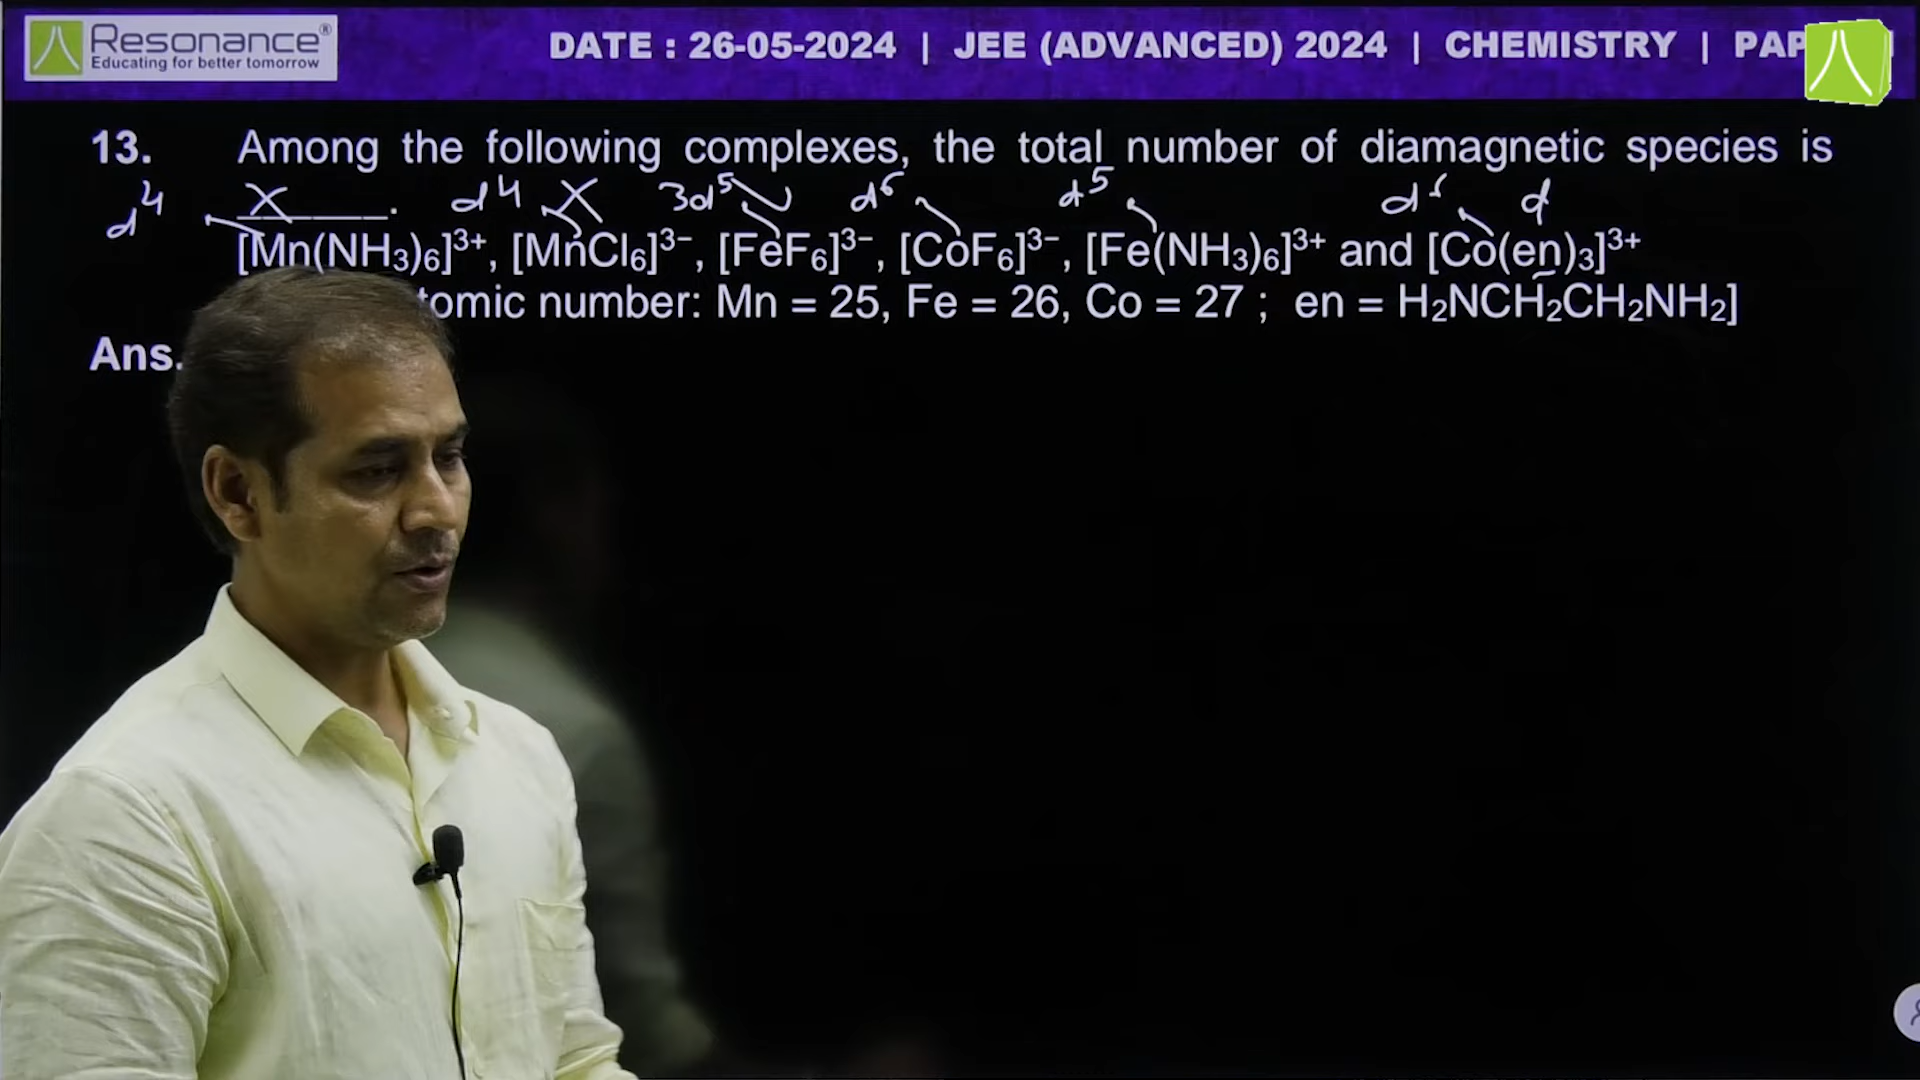 Resonance®
Educating for better tomorrow
DATE : 26-05-2024 | JEE (ADVANCED) 2024 | CHEMISTRY |
13. Among the following complexes, the total number of diamagnetic species is
d⁴ X ______. d⁴ X 3d⁵ d⁶ d⁵ d
[Mn(NH₃)₆]³⁺, [MnCl₆]³⁻, [FeF₆]³⁻, [CoF₆]³⁻, [Fe(NH₃)₆]³⁺ and [Co(en)₃]³⁺
tomic number: Mn = 25, Fe = 26, Co = 27 ; en = H₂NCH₂CH₂NH₂]
Ans.